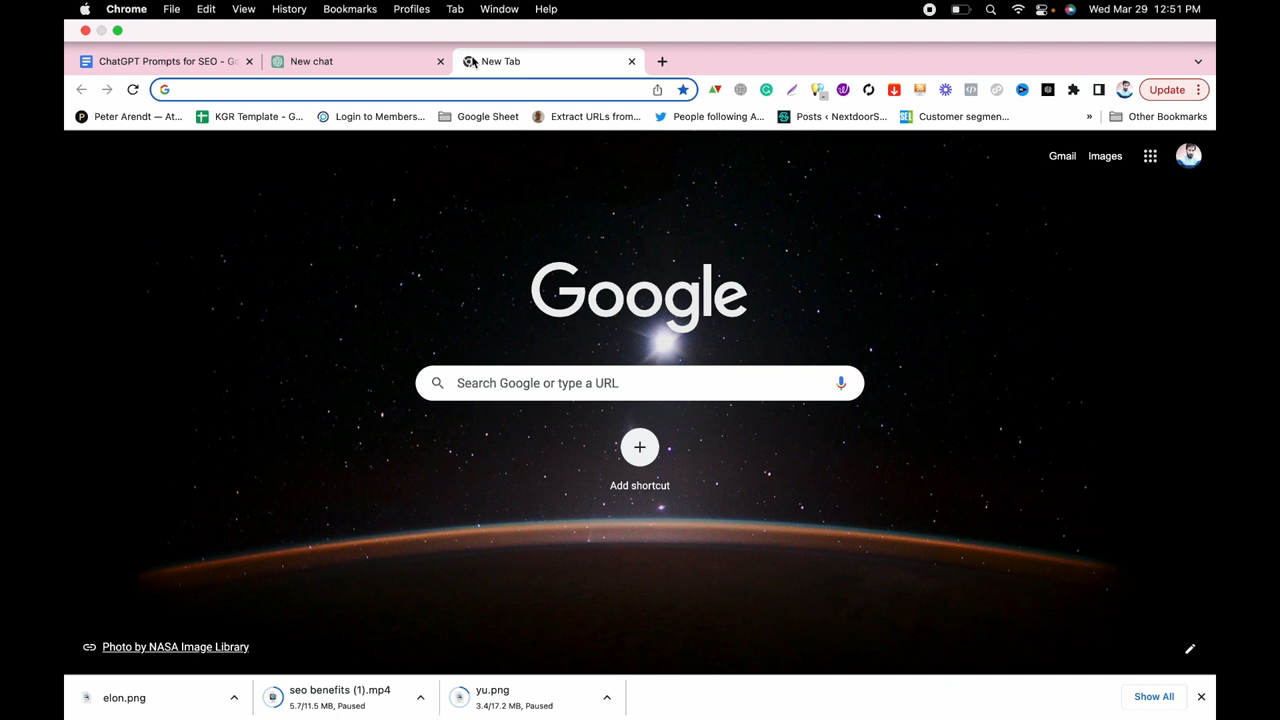 Chrome File Edit View History Bookmarks Profiles Tab Window Help Wed Mar 29 12:51 PM
ChatGPT Prompts for SEO - Go New chat New Tab
Update
Peter Arendt — At... KGR Template - G... Login to Members... Google Sheet Extract URLs from... People following A... Posts ‹ NextdoorS... SEL Customer segmen... » Other Bookmarks
Gmail Images
Google
Search Google or type a URL
Add shortcut
Photo by NASA Image Library
elon.png
seo benefits (1).mp4
5.7/11.5 MB, Paused
yu.png
3.4/17.2 MB, Paused
Show All